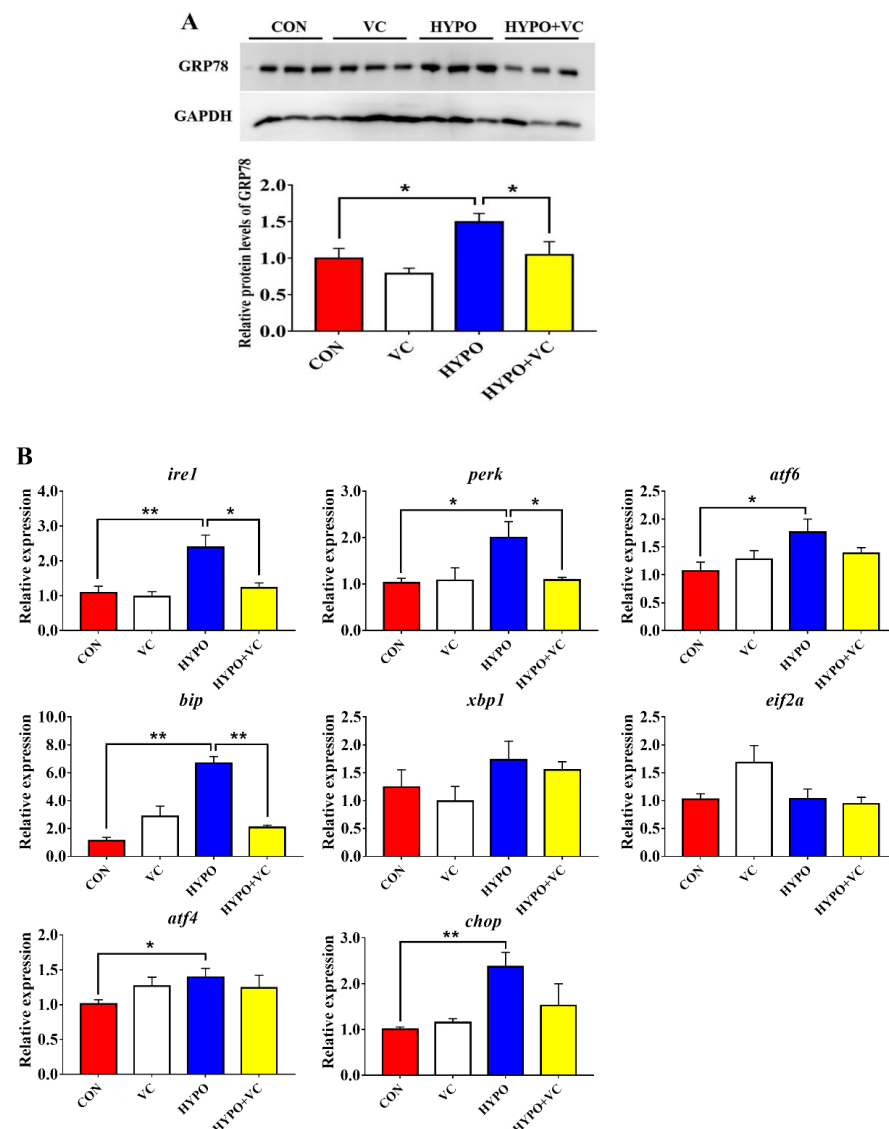 A
CON VC HYPO HYPO+VC
GRP78
GAPDH
Relative protein levels of GRP78
2.0
1.5
1.0
0.5
0.0
* *
CON VC HYPO HYPO+VC
B
ire1
Relative expression
4.0
3.0
2.0
1.0
0.0
** *
CON VC HYPO HYPO+VC
perk
Relative expression
3.0
2.0
1.0
0.0
* *
CON VC HYPO HYPO+VC
atf6
Relative expression
2.5
2.0
1.5
1.0
0.5
0.0
*
CON VC HYPO HYPO+VC
bip
Relative expression
8.0
6.0
4.0
2.0
0.0
** **
CON VC HYPO HYPO+VC
xbp1
Relative expression
2.5
2.0
1.5
1.0
0.5
0.0
CON VC HYPO HYPO+VC
eif2a
Relative expression
2.5
2.0
1.5
1.0
0.5
0.0
CON VC HYPO HYPO+VC
atf4
Relative expression
2.0
1.5
1.0
0.5
0.0
*
CON VC HYPO HYPO+VC
chop
Relative expression
3.0
2.0
1.0
0.0
**
CON VC HYPO HYPO+VC